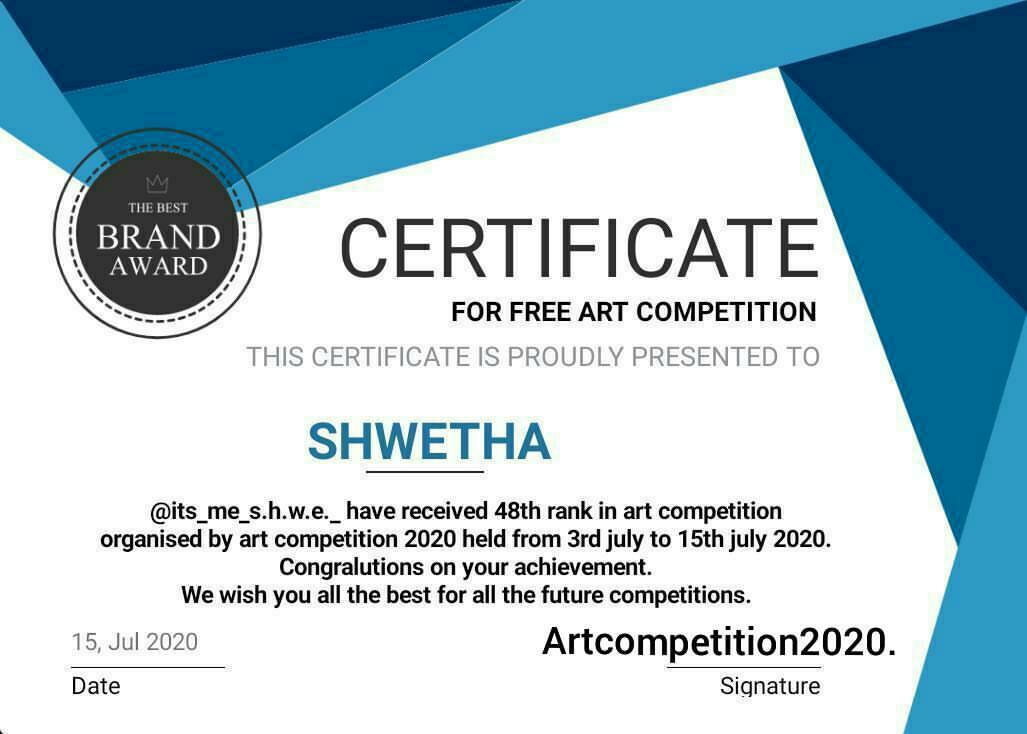 THE BEST
BRAND
AWARD
CERTIFICATE
FOR FREE ART COMPETITION
THIS CERTIFICATE IS PROUDLY PRESENTED TO
SHWETHA
@its_me_s.h.w.e._ have received 48th rank in art competition
organised by art competition 2020 held from 3rd july to 15th july 2020.
Congralutions on your achievement.
We wish you all the best for all the future competitions.
15, Jul 2020
Artcompetition2020.
Date
Signature